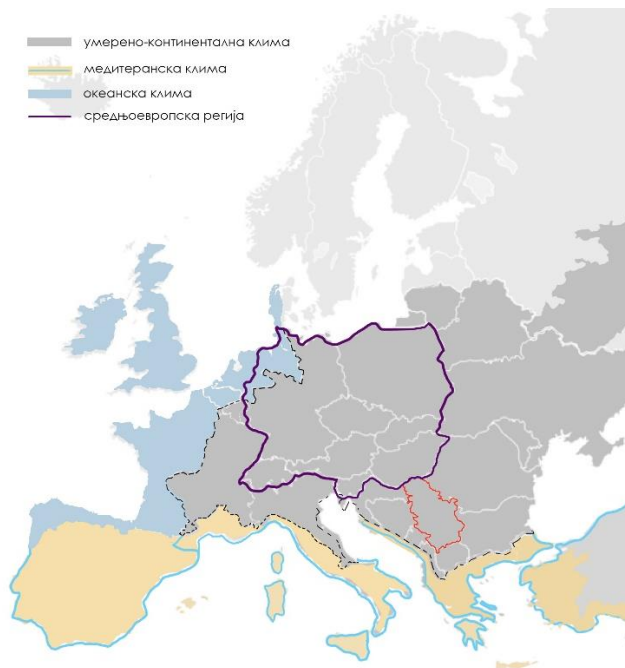 умерено-континентална клима
медитеранска клима
океанска клима
средњоевропска регија